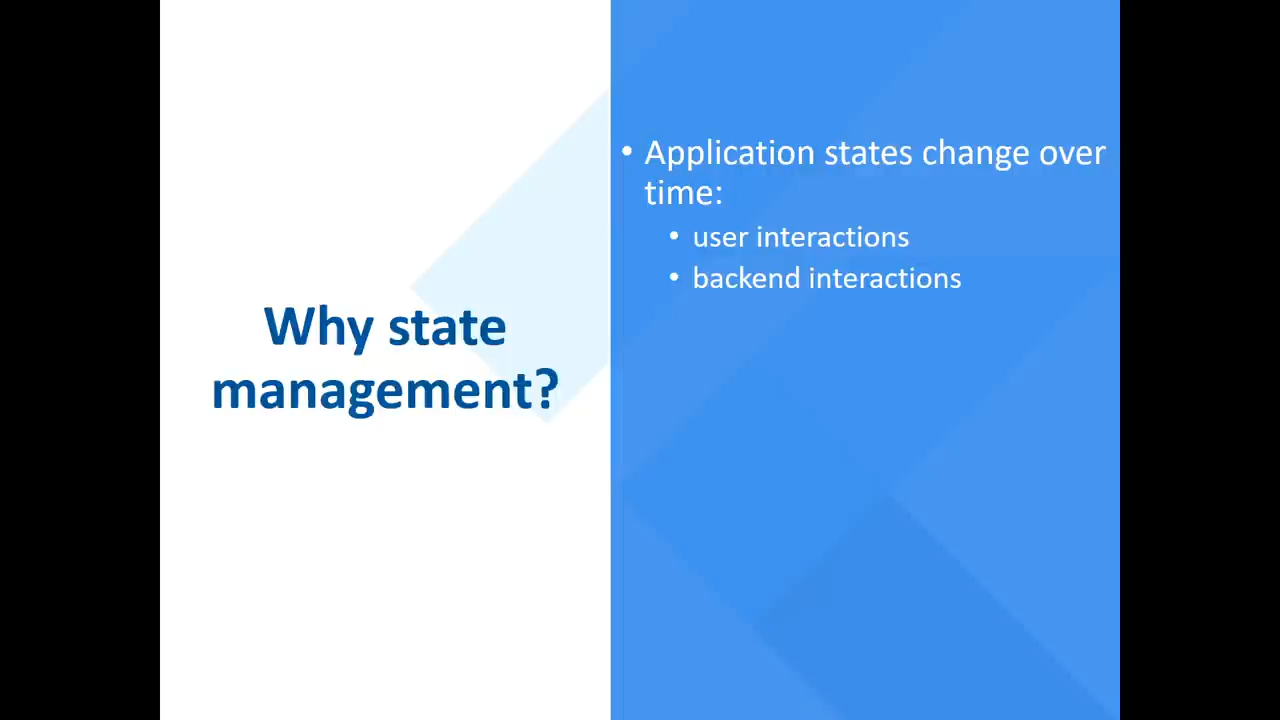 Why state
management?
• Application states change over
time:
• user interactions
• backend interactions